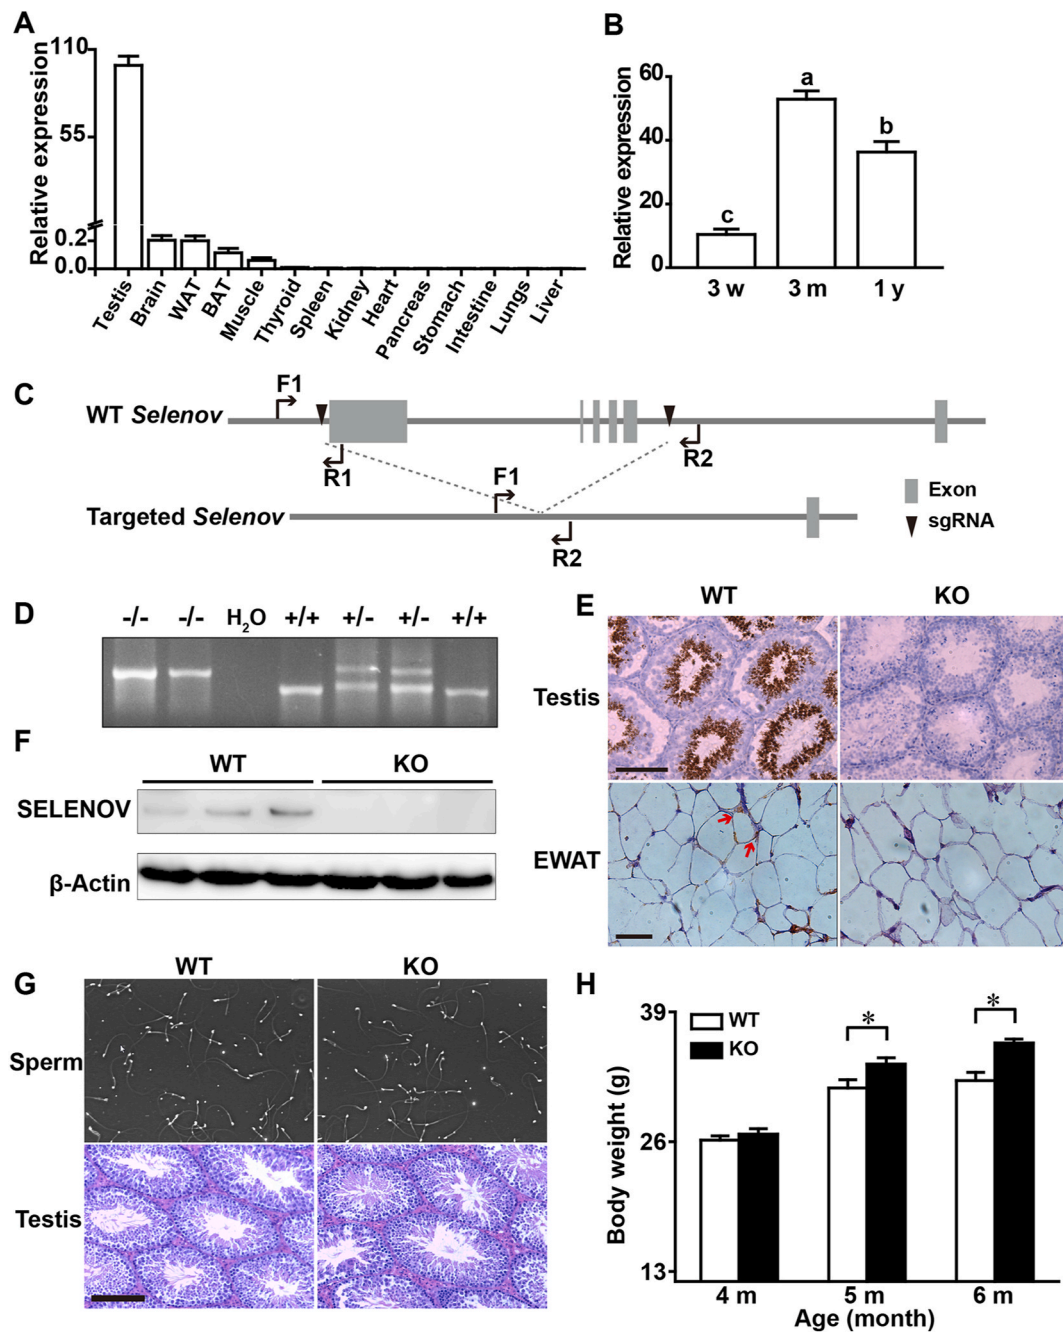 A
110
55
0.2
0.0
Relative expression
Testis
Brain
WAT
BAT
Muscle
Thyroid
Spleen
Kidney
Heart
Pancreas
Stomach
Intestine
Lungs
Liver
B
60
40
20
0
Relative expression
c
a
b
3 w
3 m
1 y
C
WT Selenov
F1
R1
R2
F1
Targeted Selenov
R2
Exon
sgRNA
D
-/-
-/-
H2O
+/+
+/-
+/-
+/+
E
WT
KO
Testis
EWAT
F
WT
KO
SELENOV
β-Actin
G
WT
KO
Sperm
Testis
H
39
26
13
Body weight (g)
WT
KO
*
*
4 m
5 m
6 m
Age (month)